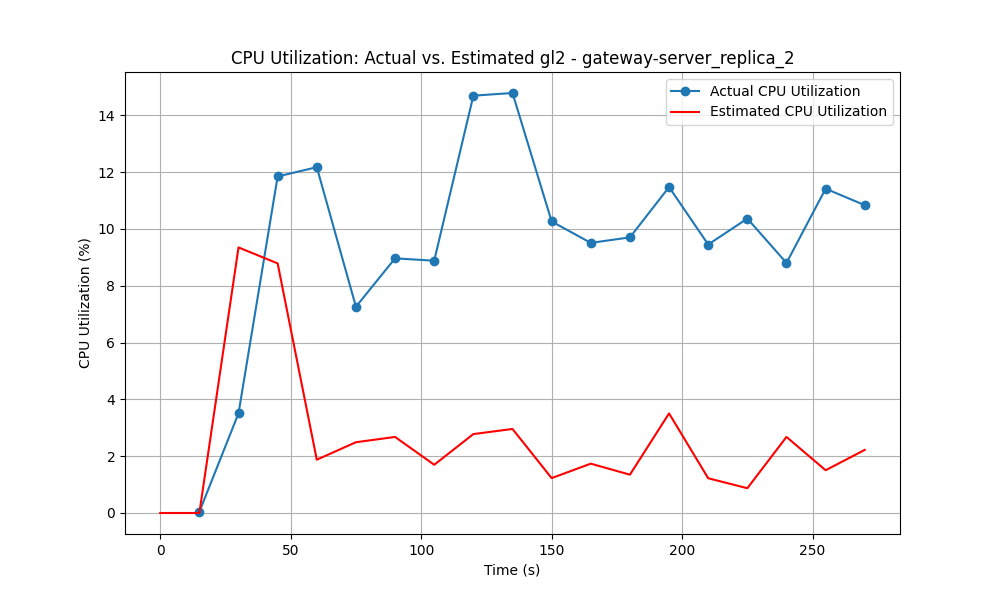 CPU Utilization: Actual vs. Estimated gl2 - gateway-server_replica_2
Actual CPU Utilization
Estimated CPU Utilization
CPU Utilization (%)
14
12
10
8
6
4
2
0
0 50 100 150 200 250
Time (s)